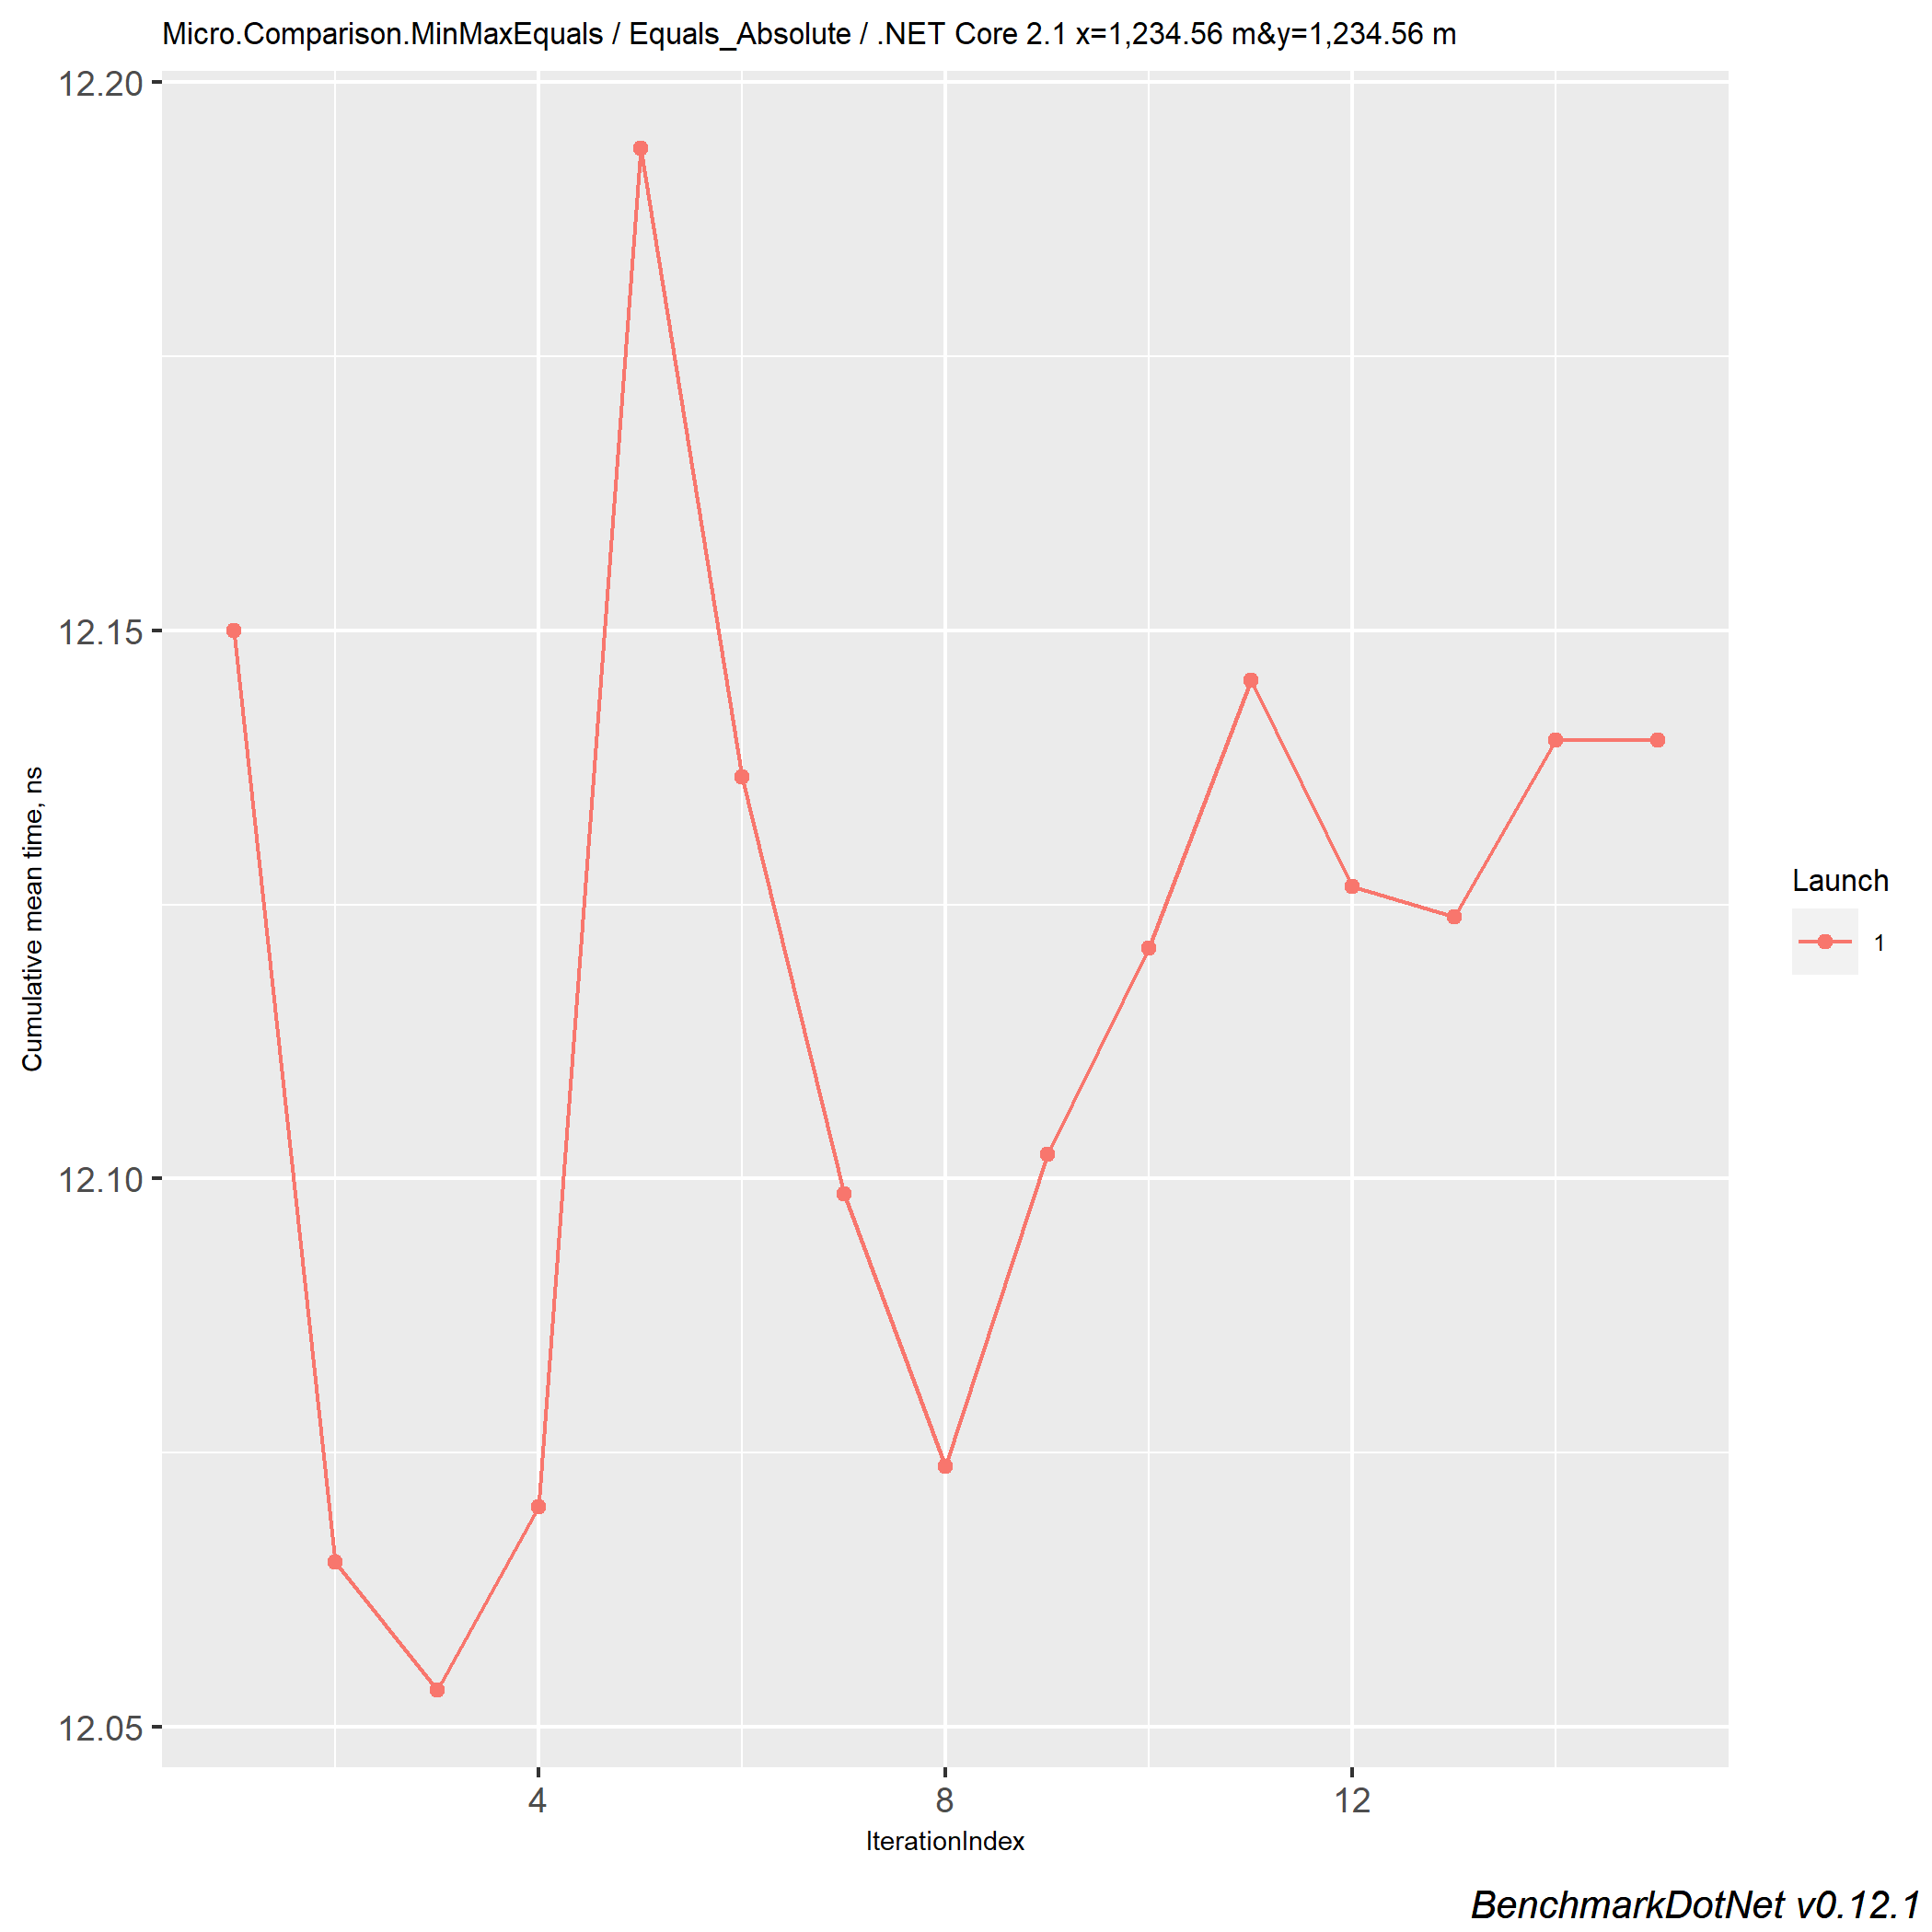 Micro.Comparison.MinMaxEquals / Equals_Absolute / .NET Core 2.1 x=1,234.56 m&y=1,234.56 m
12.20
12.15
12.10
12.05
Cumulative mean time, ns
4
8
12
IterationIndex
Launch
1
BenchmarkDotNet v0.12.1